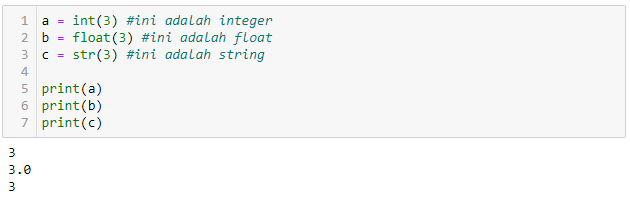 1 a = int(3) #ini adalah integer
2 b = float(3) #ini adalah float
3 c = str(3) #ini adalah string
4
5 print(a)
6 print(b)
7 print(c)
3
3.0
3